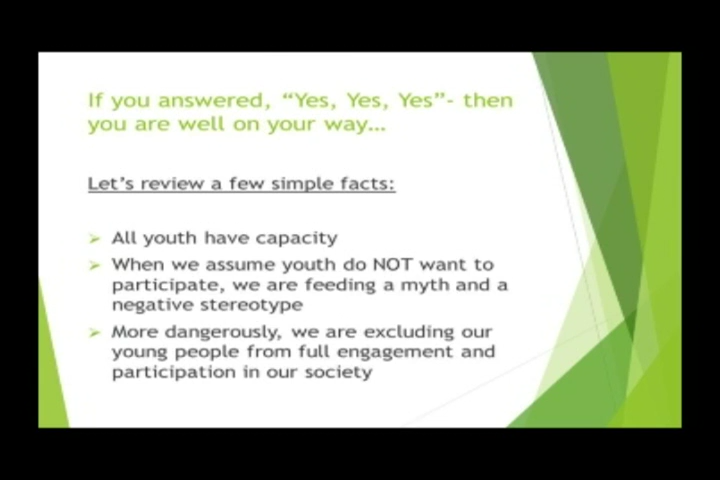 If you answered, “Yes, Yes, Yes”- then
you are well on your way…
Let’s review a few simple facts:
➢ All youth have capacity
➢ When we assume youth do NOT want to
participate, we are feeding a myth and a
negative stereotype
➢ More dangerously, we are excluding our
young people from full engagement and
participation in our society